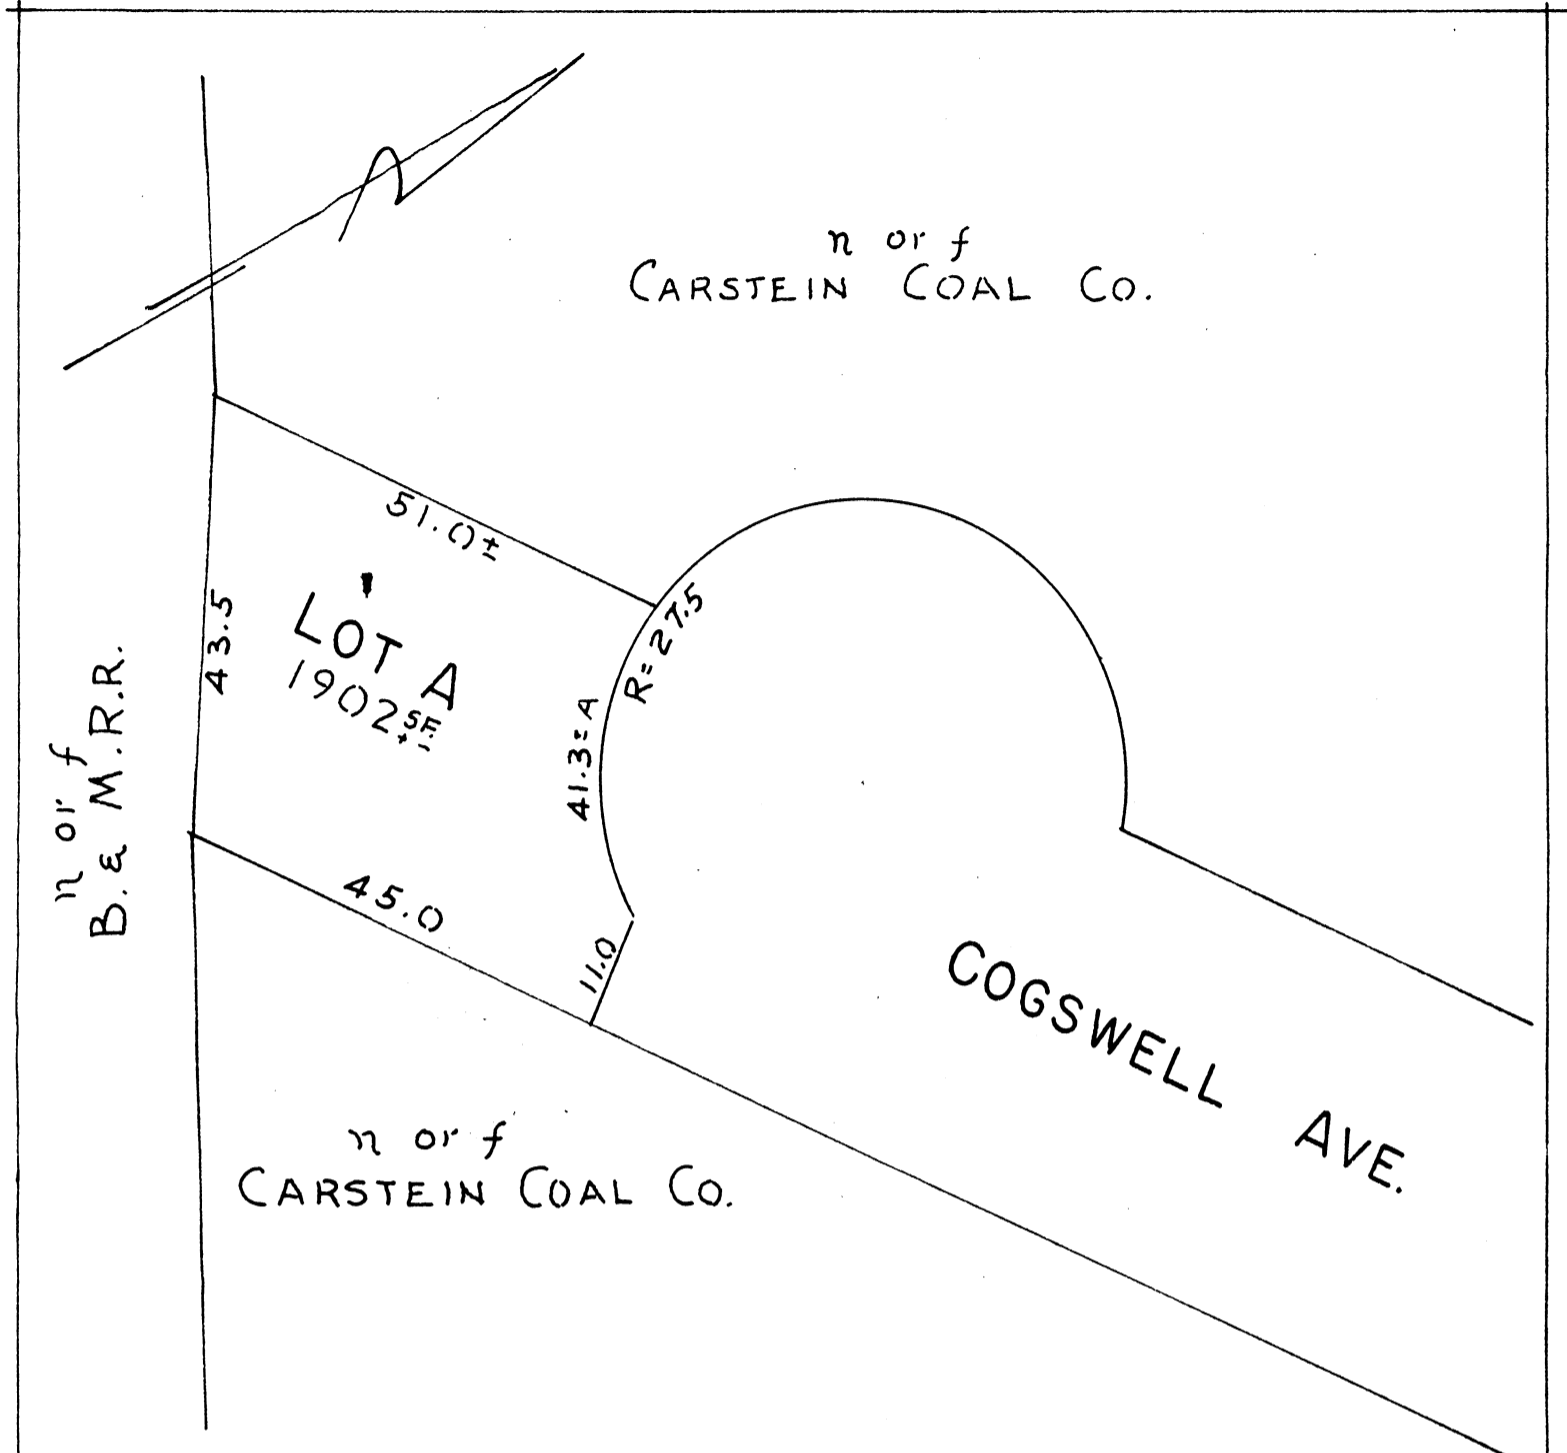 N
n or f
CARSTEIN COAL CO.
51.0±
43.5
LOT A
1902 SF ±
R=27.5
41.3=A
n or f
B. & M.R.R.
45.0
11.0
COGSWELL AVE.
n or f
CARSTEIN COAL CO.